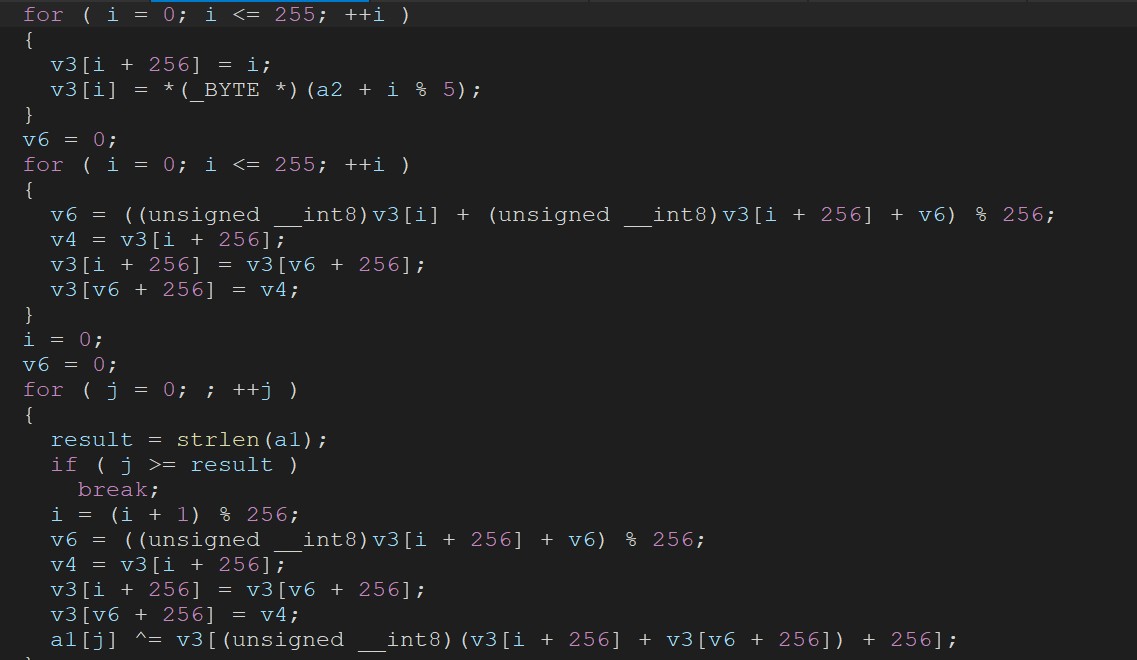 for ( i = 0; i <= 255; ++i )
{
  v3[i + 256] = i;
  v3[i] = *(_BYTE *)(a2 + i % 5);
}
v6 = 0;
for ( i = 0; i <= 255; ++i )
{
  v6 = ((unsigned __int8)v3[i] + (unsigned __int8)v3[i + 256] + v6) % 256;
  v4 = v3[i + 256];
  v3[i + 256] = v3[v6 + 256];
  v3[v6 + 256] = v4;
}
i = 0;
v6 = 0;
for ( j = 0; ; ++j )
{
  result = strlen(a1);
  if ( j >= result )
    break;
  i = (i + 1) % 256;
  v6 = ((unsigned __int8)v3[i + 256] + v6) % 256;
  v4 = v3[i + 256];
  v3[i + 256] = v3[v6 + 256];
  v3[v6 + 256] = v4;
  a1[j] ^= v3[(unsigned __int8)(v3[i + 256] + v3[v6 + 256]) + 256];
}